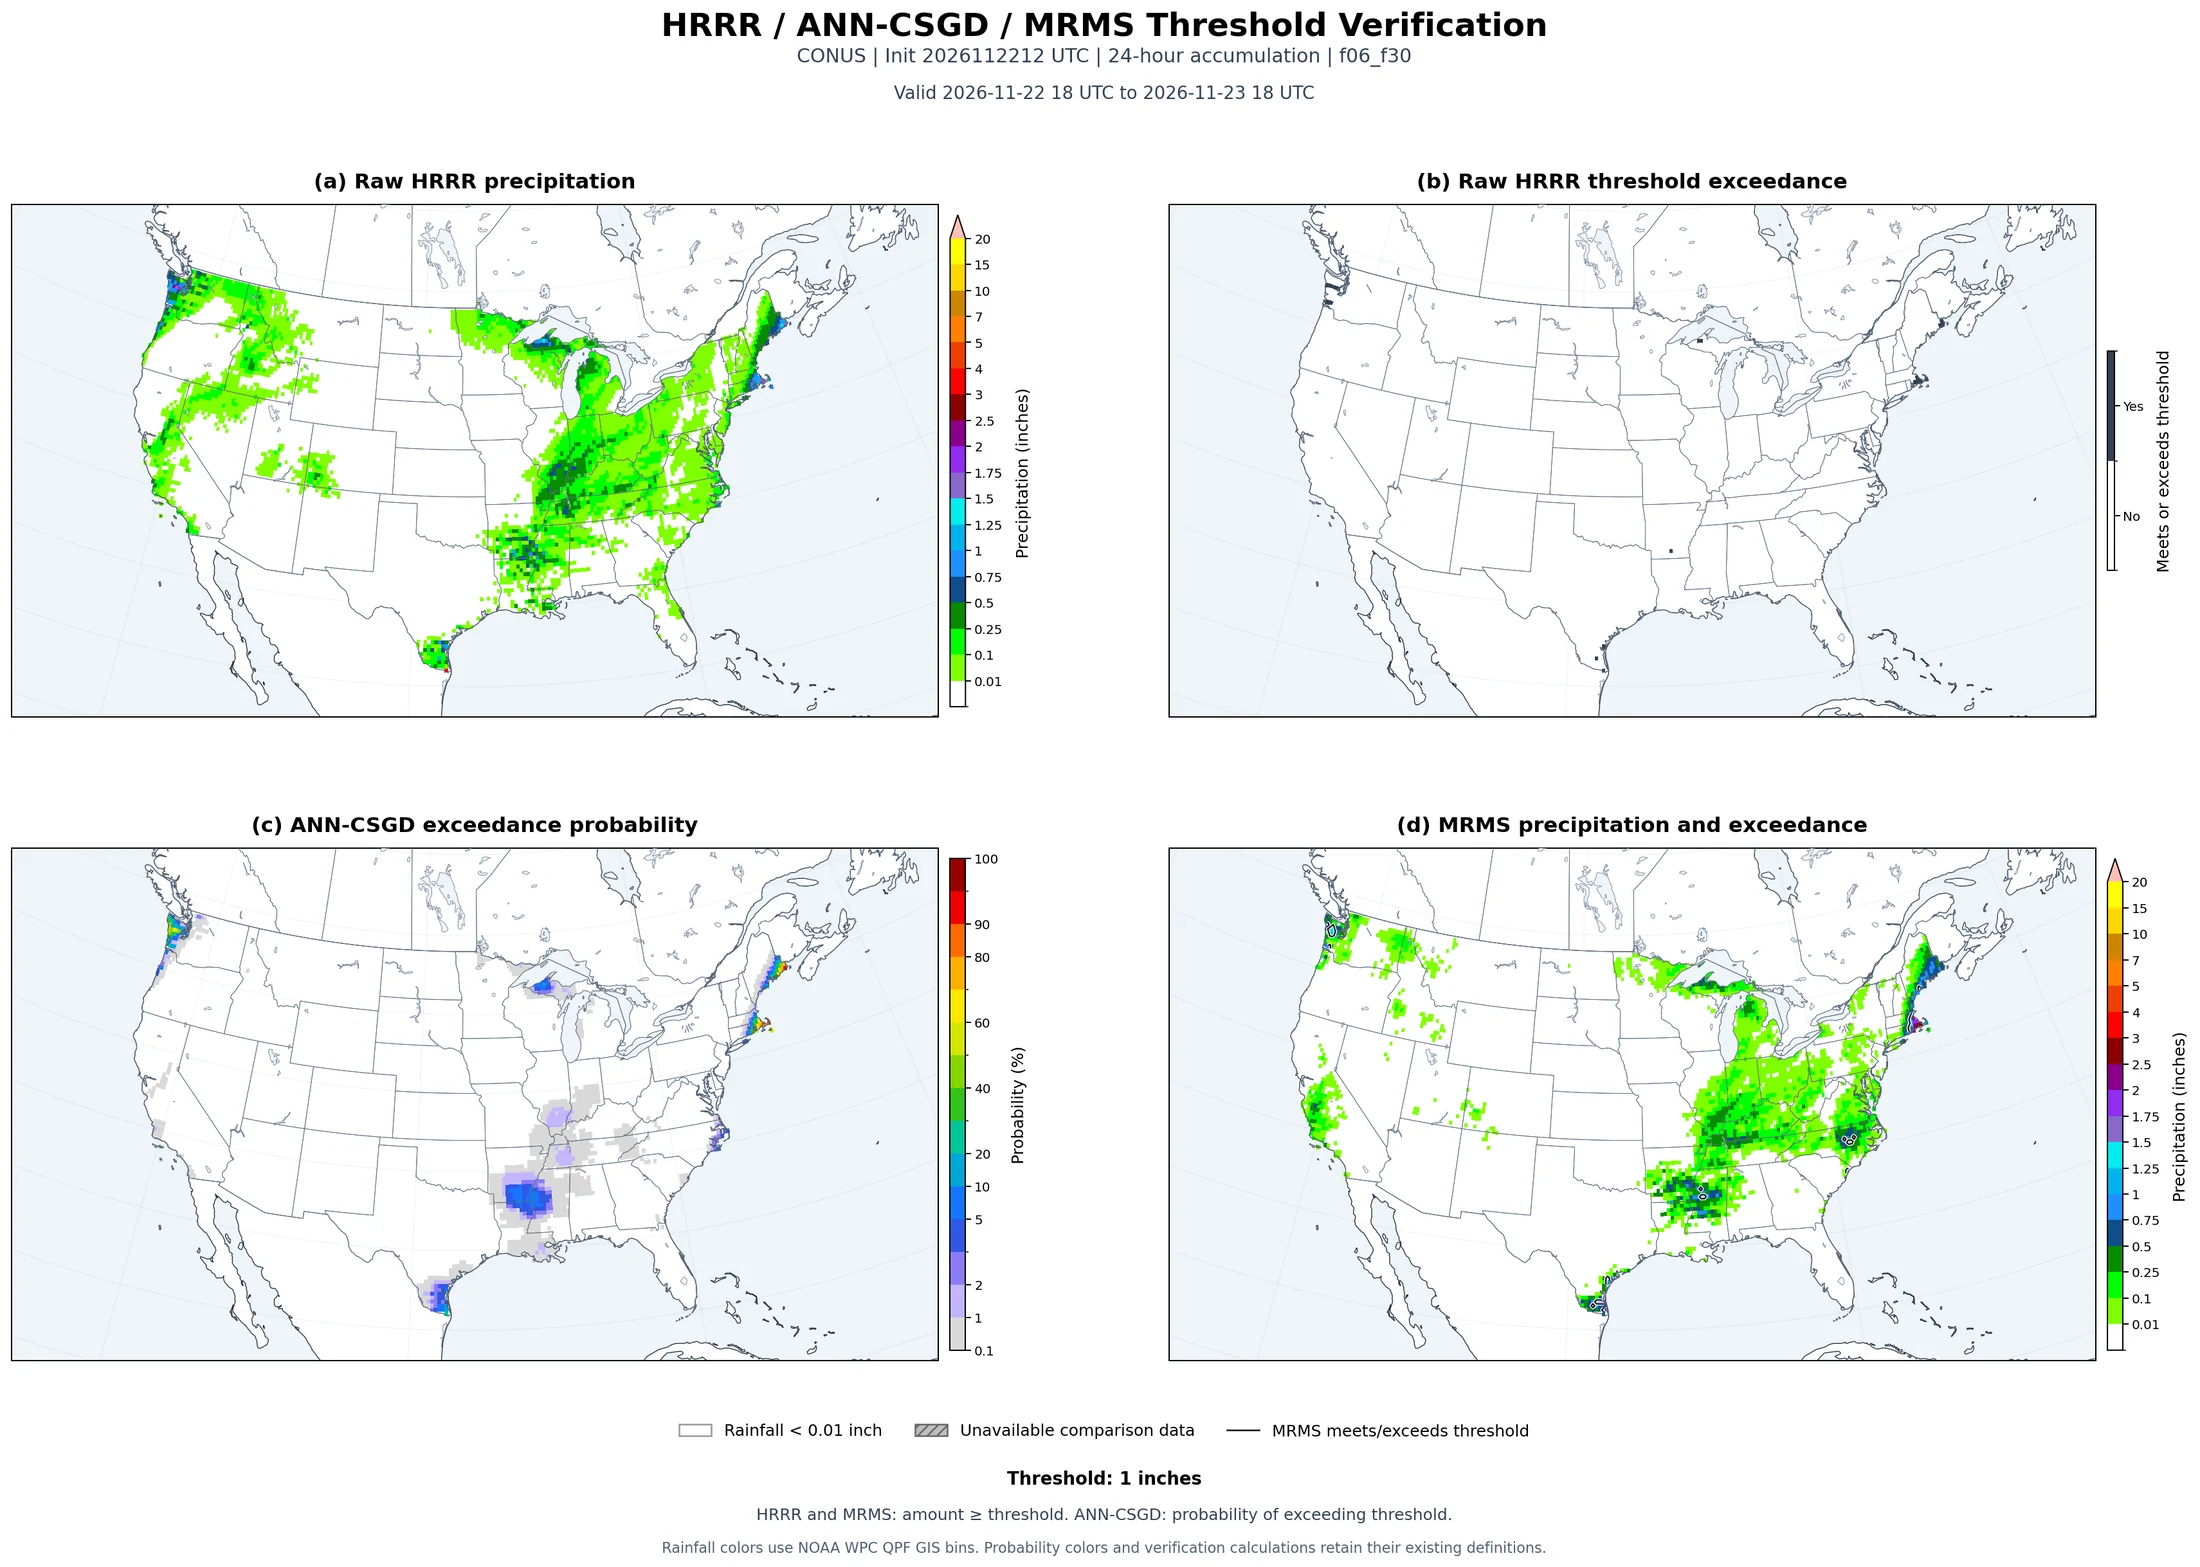 HRRR / ANN-CSGD / MRMS Threshold Verification
CONUS | Init 2026112212 UTC | 24-hour accumulation | f06_f30
Valid 2026-11-22 18 UTC to 2026-11-23 18 UTC
(a) Raw HRRR precipitation
20
15
10
7
5
4
3
2.5
2
1.75
1.5
1.25
1
0.75
0.5
0.25
0.1
0.01
Precipitation (inches)
(b) Raw HRRR threshold exceedance
Yes
No
Meets or exceeds threshold
(c) ANN-CSGD exceedance probability
100
90
80
60
40
20
10
5
2
1
0.1
Probability (%)
(d) MRMS precipitation and exceedance
20
15
10
7
5
4
3
2.5
2
1.75
1.5
1.25
1
0.75
0.5
0.25
0.1
0.01
Precipitation (inches)
Rainfall < 0.01 inch
Unavailable comparison data
MRMS meets/exceeds threshold
Threshold: 1 inches
HRRR and MRMS: amount ≥ threshold. ANN-CSGD: probability of exceeding threshold.
Rainfall colors use NOAA WPC QPF GIS bins. Probability colors and verification calculations retain their existing definitions.